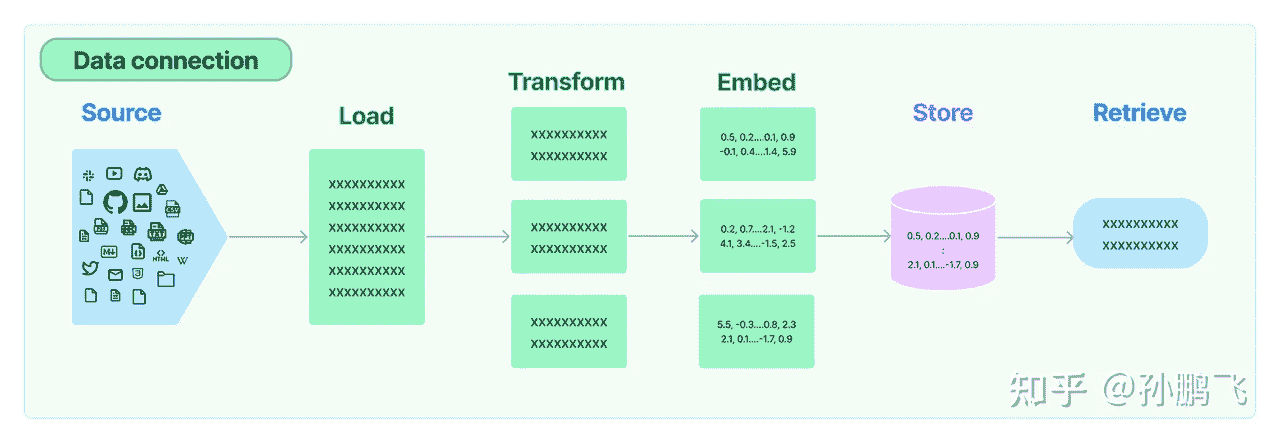 Data connection
Source
Load
Transform
Embed
Store
Retrieve
XXXXXXXXXX
XXXXXXXXXX
XXXXXXXXXX
XXXXXXXXXX
XXXXXXXXXX
XXXXXXXXXX
XXXXXXXXXX
XXXXXXXXXX
XXXXXXXXXX
XXXXXXXXXX
XXXXXXXXXX
XXXXXXXXXX
0.5, 0.2....0.1, 0.9
-0.1, 0.4....1.4, 5.9
0.2, 0.7....2.1, -1.2
4.1, 3.4....-1.5, 2.5
5.5, -0.3....0.8, 2.3
2.1, 0.1....-1.7, 0.9
0.5, 0.2....0.1, 0.9
:
2.1, 0.1....-1.7, 0.9
XXXXXXXXXX
XXXXXXXXXX
CSV
TXT
HTML
W
知乎 @孙鹏飞